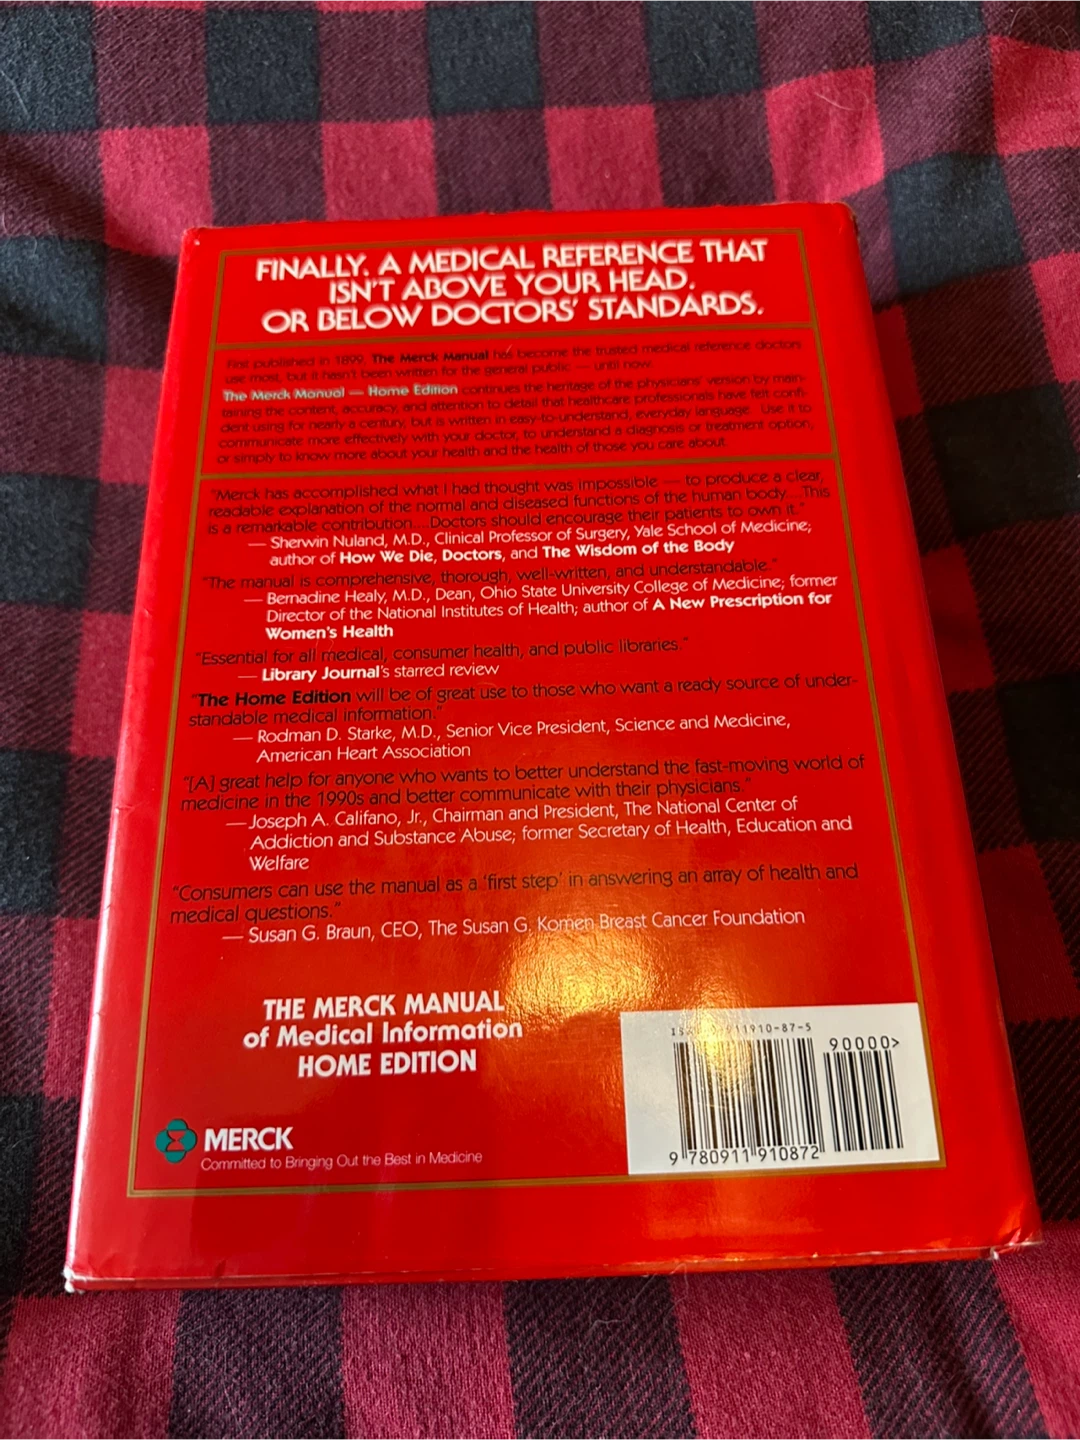 FINALLY. A MEDICAL REFERENCE THAT
ISN'T ABOVE YOUR HEAD.
OR BELOW DOCTORS' STANDARDS.
First published in 1899, The Merck Manual has become the trusted medical reference doctors
use most, but it hasn't been written for the general public — until now.
The Merck Manual — Home Edition continues the heritage of the physicians' version by main-
taining the content, accuracy, and attention to detail that healthcare professionals have felt confi-
dent using for nearly a century, but is written in easy-to-understand, everyday language. Use it to
communicate more effectively with your doctor, to understand a diagnosis or treatment option,
or simply to know more about your health and the health of those you care about.
"Merck has accomplished what I had thought was impossible — to produce a clear,
readable explanation of the normal and diseased functions of the human body....This
is a remarkable contribution....Doctors should encourage their patients to own it."
— Sherwin Nuland, M.D., Clinical Professor of Surgery, Yale School of Medicine;
author of How We Die, Doctors, and The Wisdom of the Body
"The manual is comprehensive, thorough, well-written, and understandable."
— Bernadine Healy, M.D., Dean, Ohio State University College of Medicine; former
Director of the National Institutes of Health; author of A New Prescription for
Women's Health
"Essential for all medical, consumer health, and public libraries."
— Library Journal's starred review
"The Home Edition will be of great use to those who want a ready source of under-
standable medical information."
— Rodman D. Starke, M.D., Senior Vice President, Science and Medicine,
American Heart Association
"[A] great help for anyone who wants to better understand the fast-moving world of
medicine in the 1990s and better communicate with their physicians."
— Joseph A. Califano, Jr., Chairman and President, The National Center of
Addiction and Substance Abuse; former Secretary of Health, Education and
Welfare
"Consumers can use the manual as a 'first step' in answering an array of health and
medical questions."
— Susan G. Braun, CEO, The Susan G. Komen Breast Cancer Foundation
THE MERCK MANUAL
of Medical Information
HOME EDITION
MERCK
Committed to Bringing Out the Best in Medicine
11910-87-5
90000>
9 780911 910872